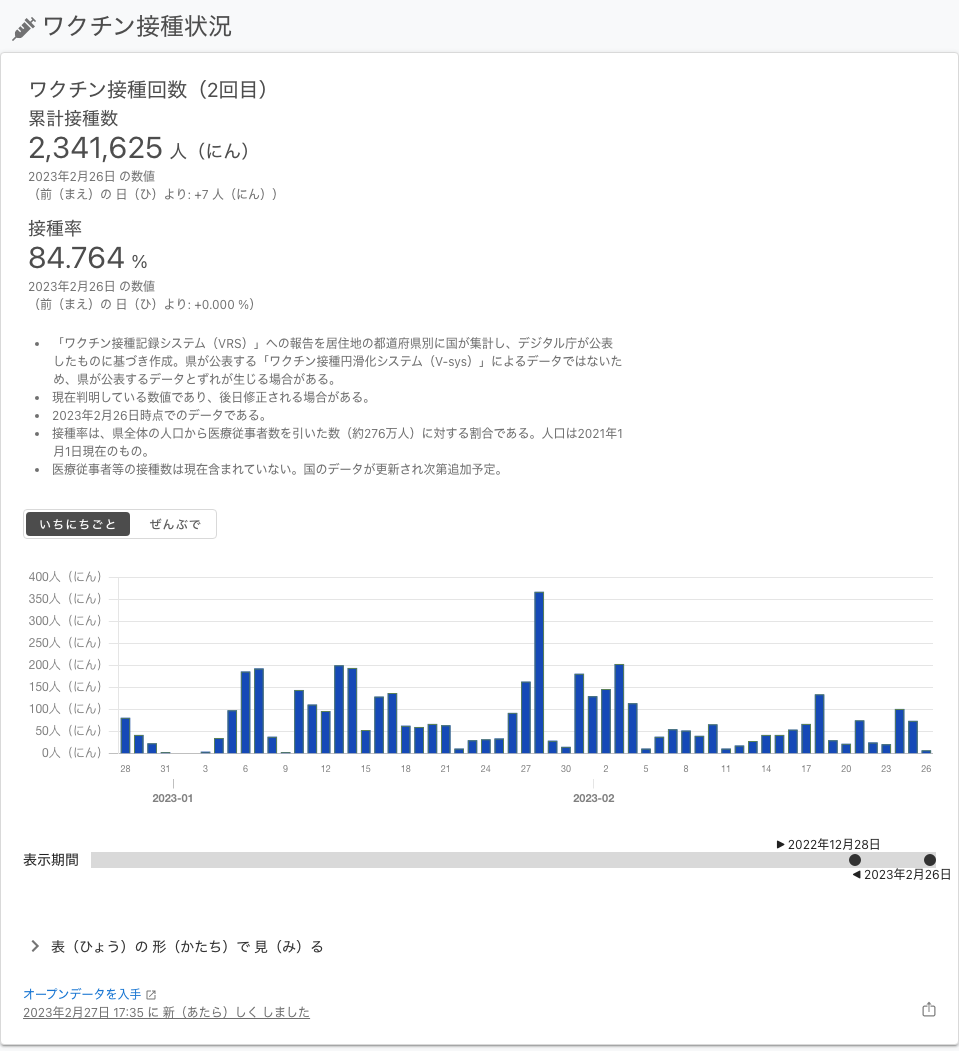 ワクチン接種状況
ワクチン接種回数（2回目）
累計接種数
2,341,625 人（にん）
2023年2月26日 の数値
（前（まえ）の 日（ひ）より: +7 人（にん））
接種率
84.764 %
2023年2月26日 の数値
（前（まえ）の 日（ひ）より: +0.000 %）
• 「ワクチン接種記録システム（VRS）」への報告を居住地の都道府県別に国が集計し、デジタル庁が公表
したものに基づき作成。県が公表する「ワクチン接種円滑化システム（V-sys）」によるデータではないた
め、県が公表するデータとずれが生じる場合がある。
• 現在判明している数値であり、後日修正される場合がある。
• 2023年2月26日時点でのデータである。
• 接種率は、県全体の人口から医療従事者数を引いた数（約276万人）に対する割合である。人口は2021年1
月1日現在のもの。
• 医療従事者等の接種数は現在含まれていない。国のデータが更新され次第追加予定。
いちにちごと ぜんぶで
400人（にん）
350人（にん）
300人（にん）
250人（にん）
200人（にん）
150人（にん）
100人（にん）
50人（にん）
0人（にん）
28 31 3 6 9 12 15 18 21 24 27 30 2 5 8 11 14 17 20 23 26
2023-01 2023-02
2022年12月28日
表示期間
2023年2月26日
表（ひょう）の 形（かたち）で 見（み）る
オープンデータを入手
2023年2月27日 17:35 に 新（あたら）しく しました